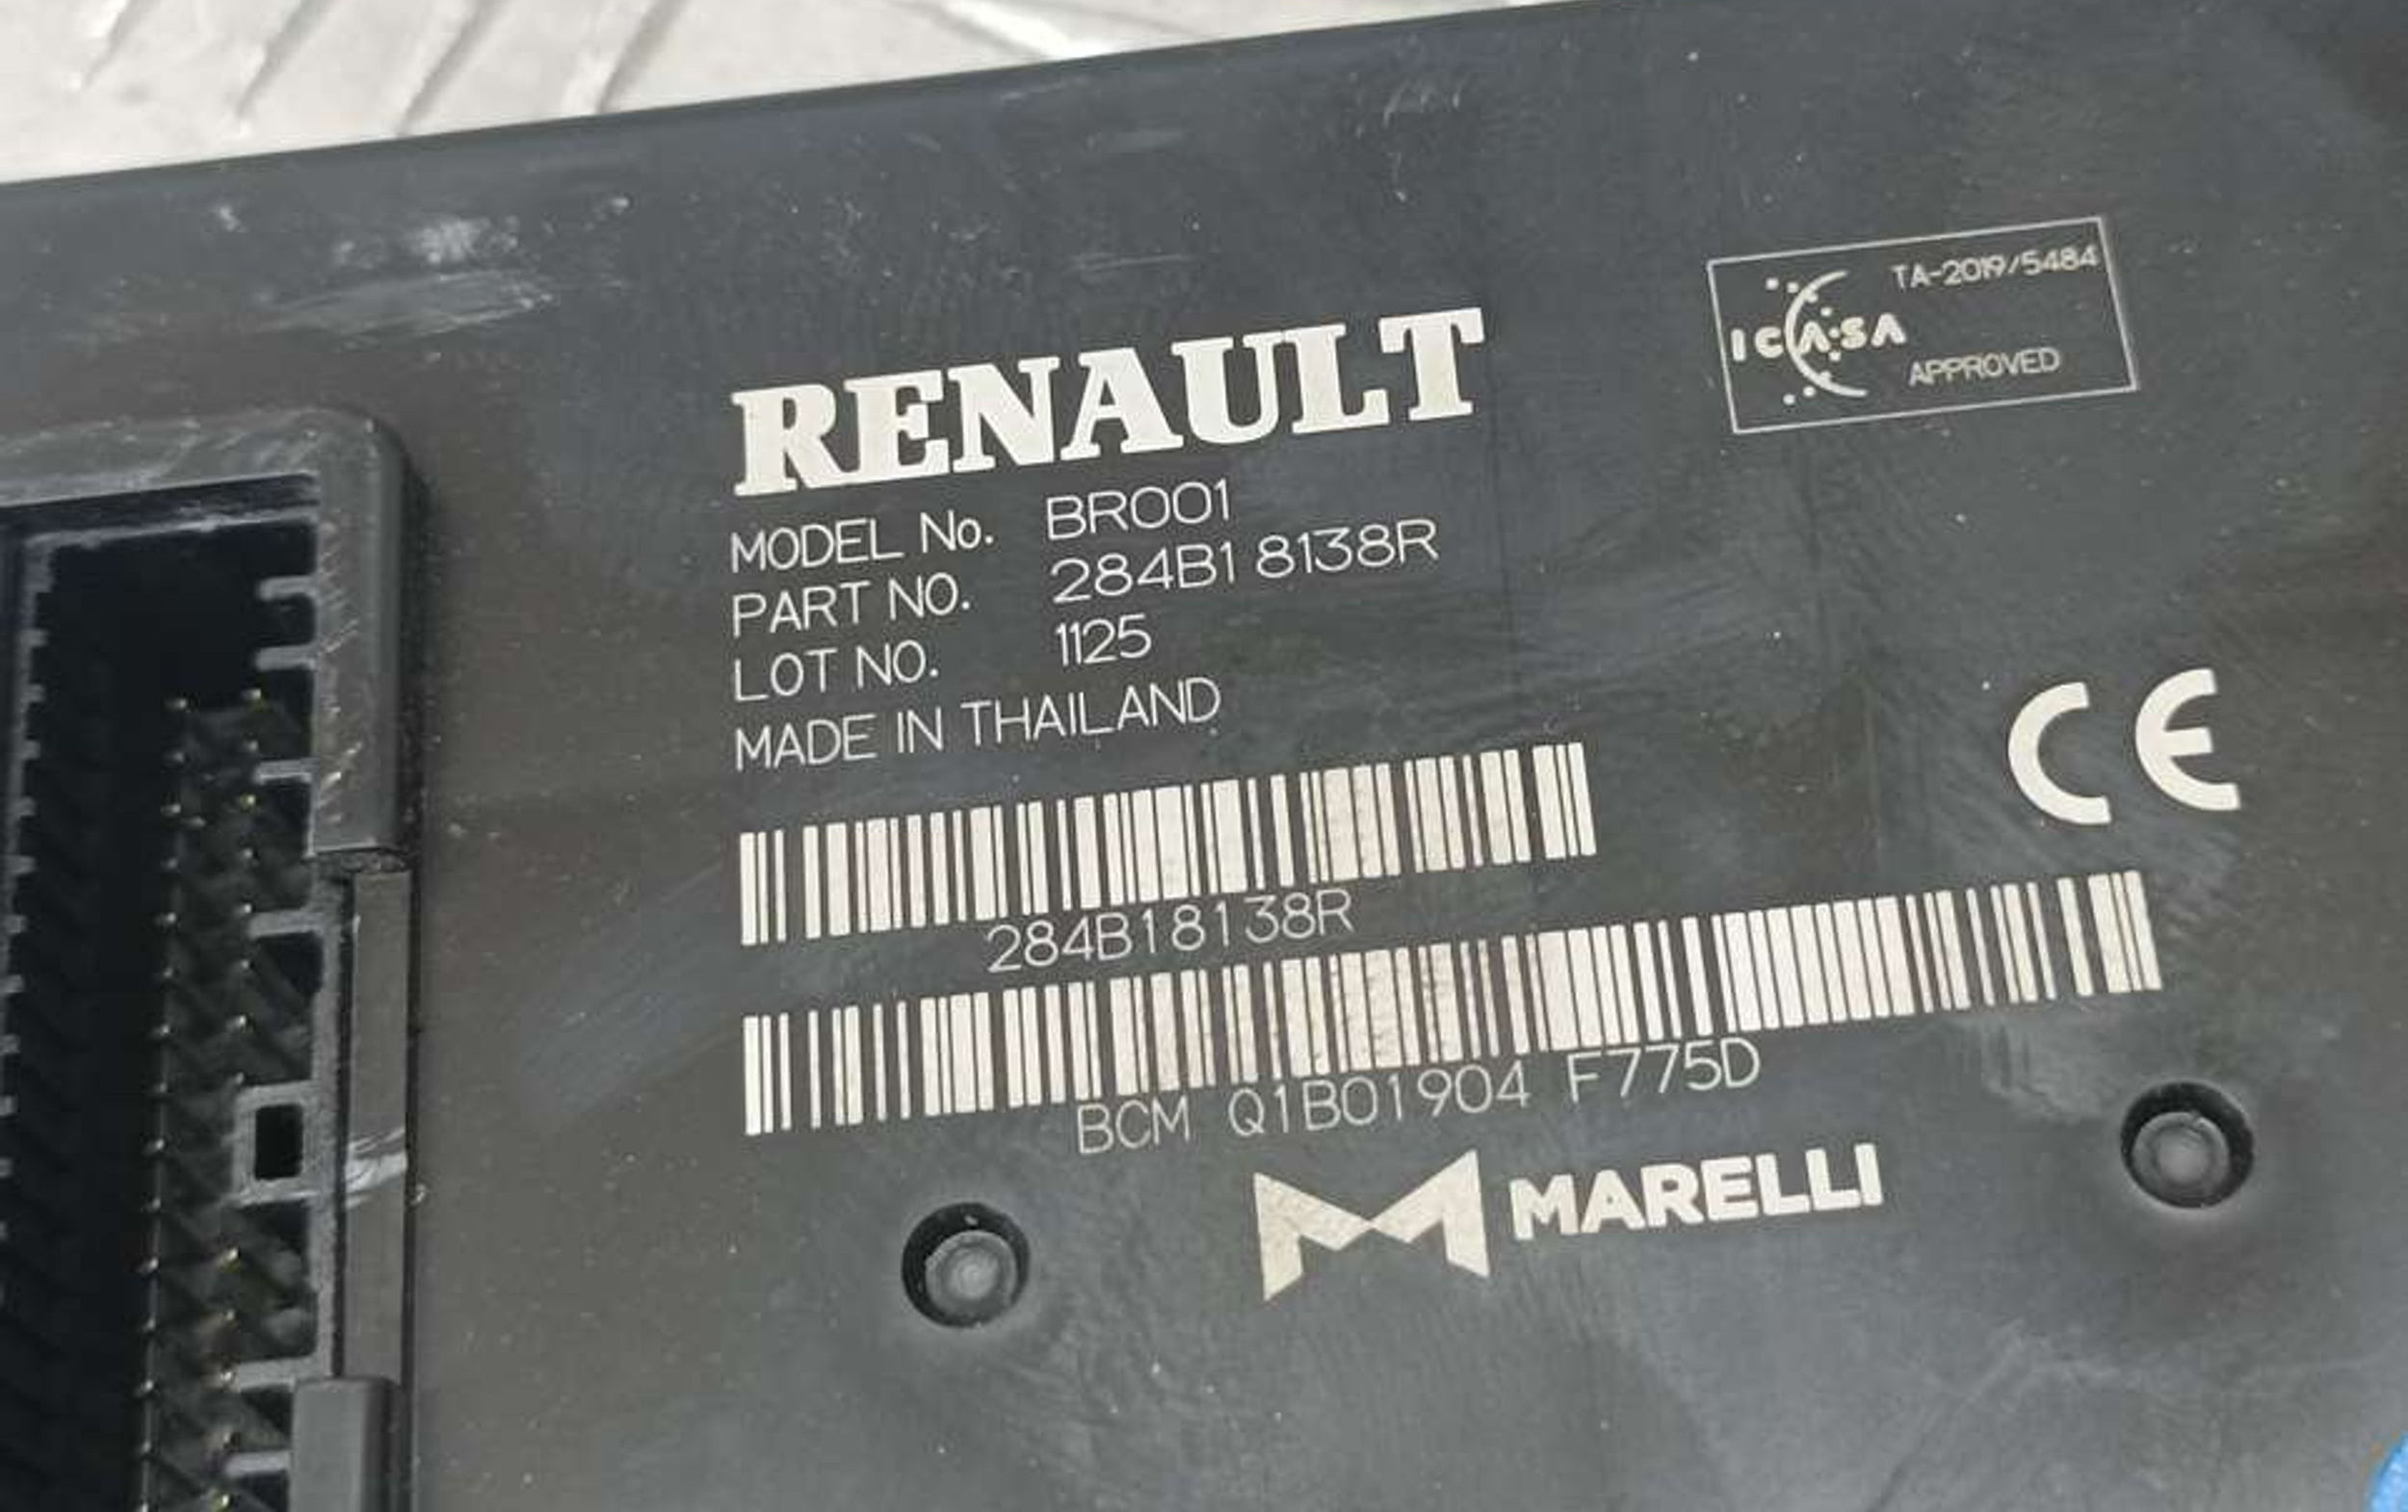 TA-2019/5484
ICASA
APPROVED
RENAULT
MODEL No. BR001
PART NO. 284B1 8138R
LOT NO. 1125
MADE IN THAILAND
CE
284B18138R
BCM Q1B01904 F775D
MARELLI